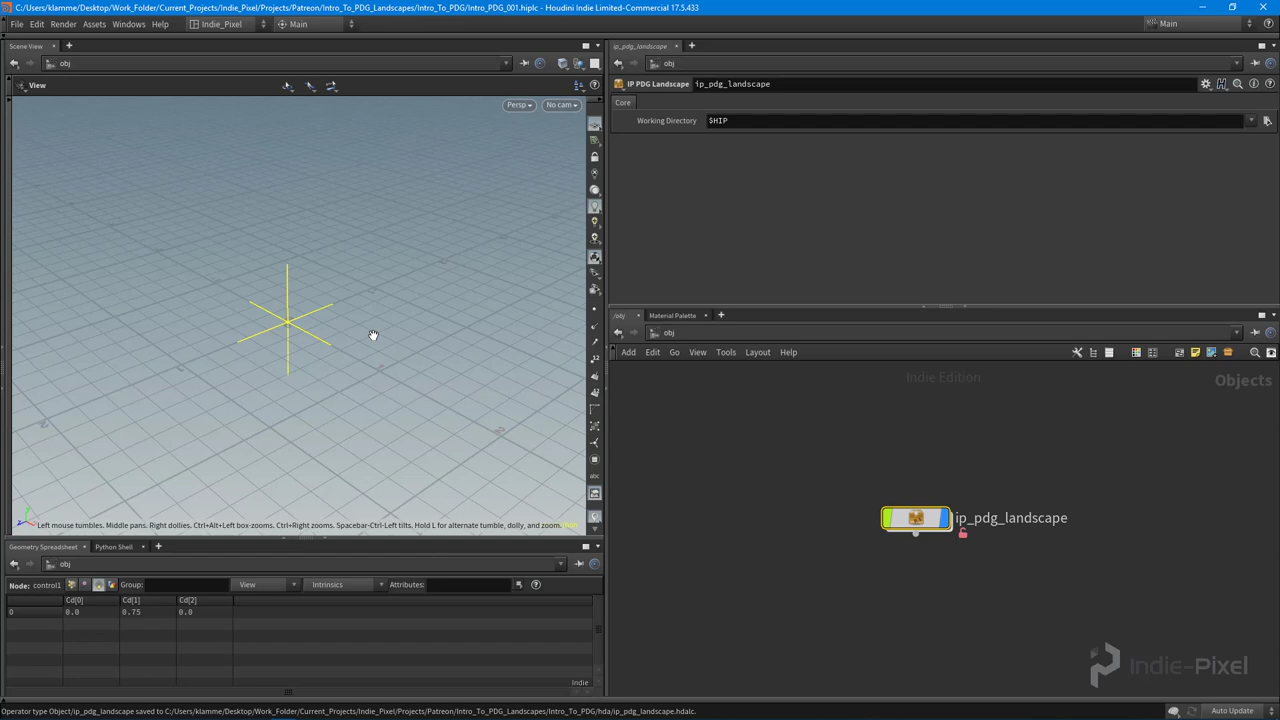 C:/Users/klamme/Desktop/Work_Folder/Current_Projects/Indie_Pixel/Projects/Patreon/Intro_To_PDG_Landscapes/Intro_To_PDG/Intro_PDG_001.hiplc - Houdini Indie Limited-Commercial 17.5.433
File Edit Render Assets Windows Help Indie_Pixel Main Main
Scene View
obj
View
Persp No cam
Left mouse tumbles. Middle pans. Right dollies. Ctrl+Alt+Left box-zooms. Ctrl+Right zooms. Spacebar-Ctrl-Left tilts. Hold L for alternate tumble, dolly, and zoom.
Geometry Spreadsheet Python Shell
obj
Node: control1 Group: View Intrinsics Attributes:
Cd[0] Cd[1] Cd[2]
0 0.0 0.75 0.0
Indie
ip_pdg_landscape
obj
IP PDG Landscape ip_pdg_landscape
Core
Working Directory $HIP
/obj Material Palette
obj
Add Edit Go View Tools Layout Help
Indie Edition
Objects
ip_pdg_landscape
Indie-Pixel
Operator type Object/ip_pdg_landscape saved to C:/Users/klamme/Desktop/Work_Folder/Current_Projects/Indie_Pixel/Projects/Patreon/Intro_To_PDG_Landscapes/Intro_To_PDG/hda/ip_pdg_landscape.hdalc.
Auto Update